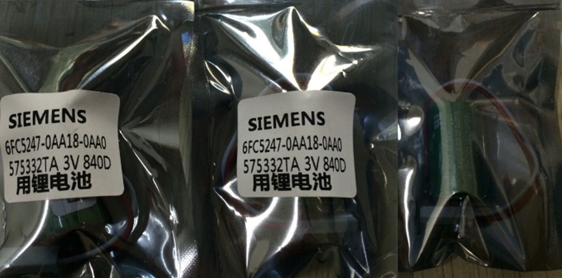 SIEMENS
6FC5247-0AA18-0AA0
575332TA 3V 840D
用锂电池
SIEMENS
6FC5247-0AA18-0AA0
575332TA 3V 840D
用锂电池